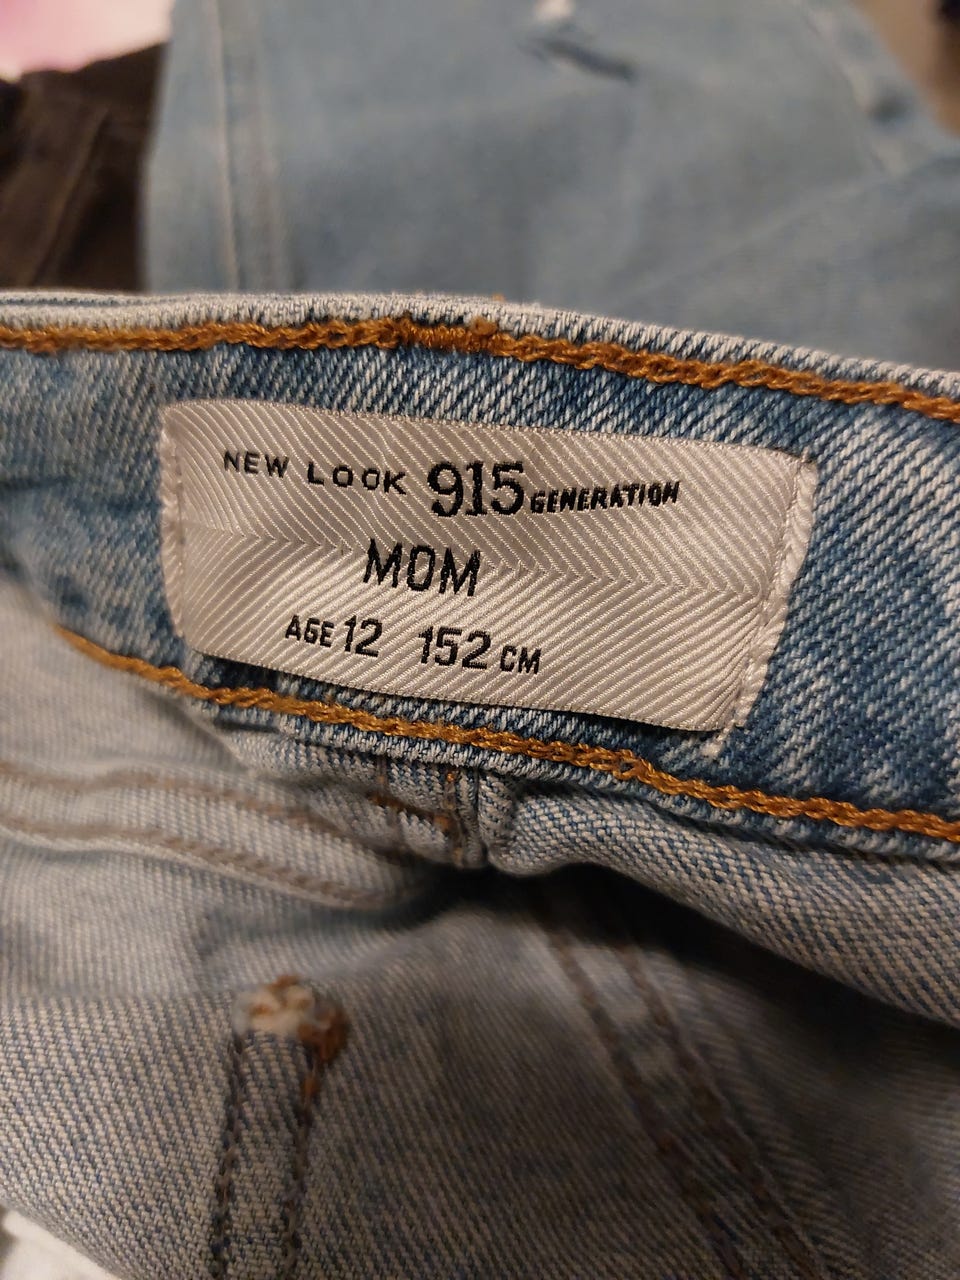 NEW LOOK 915 GENERATION
MOM
AGE 12 152 CM